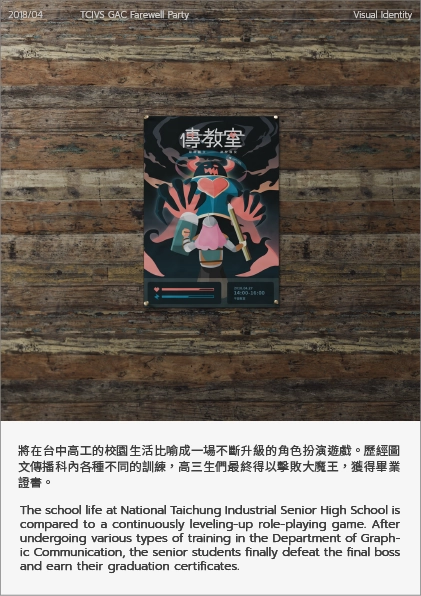 2018/04 TCIVS GAC Farewell Party Visual Identity
傳教室
14:00-16:00
將在台中高工的校園生活比喻成一場不斷升級的角色扮演遊戲。歷經圖
文傳播科內各種不同的訓練，高三生們最終得以擊敗大魔王，獲得畢業
證書。
The school life at National Taichung Industrial Senior High School is
compared to a continuously leveling-up role-playing game. After
undergoing various types of training in the Department of Graph-
ic Communication, the senior students finally defeat the final boss
and earn their graduation certificates.